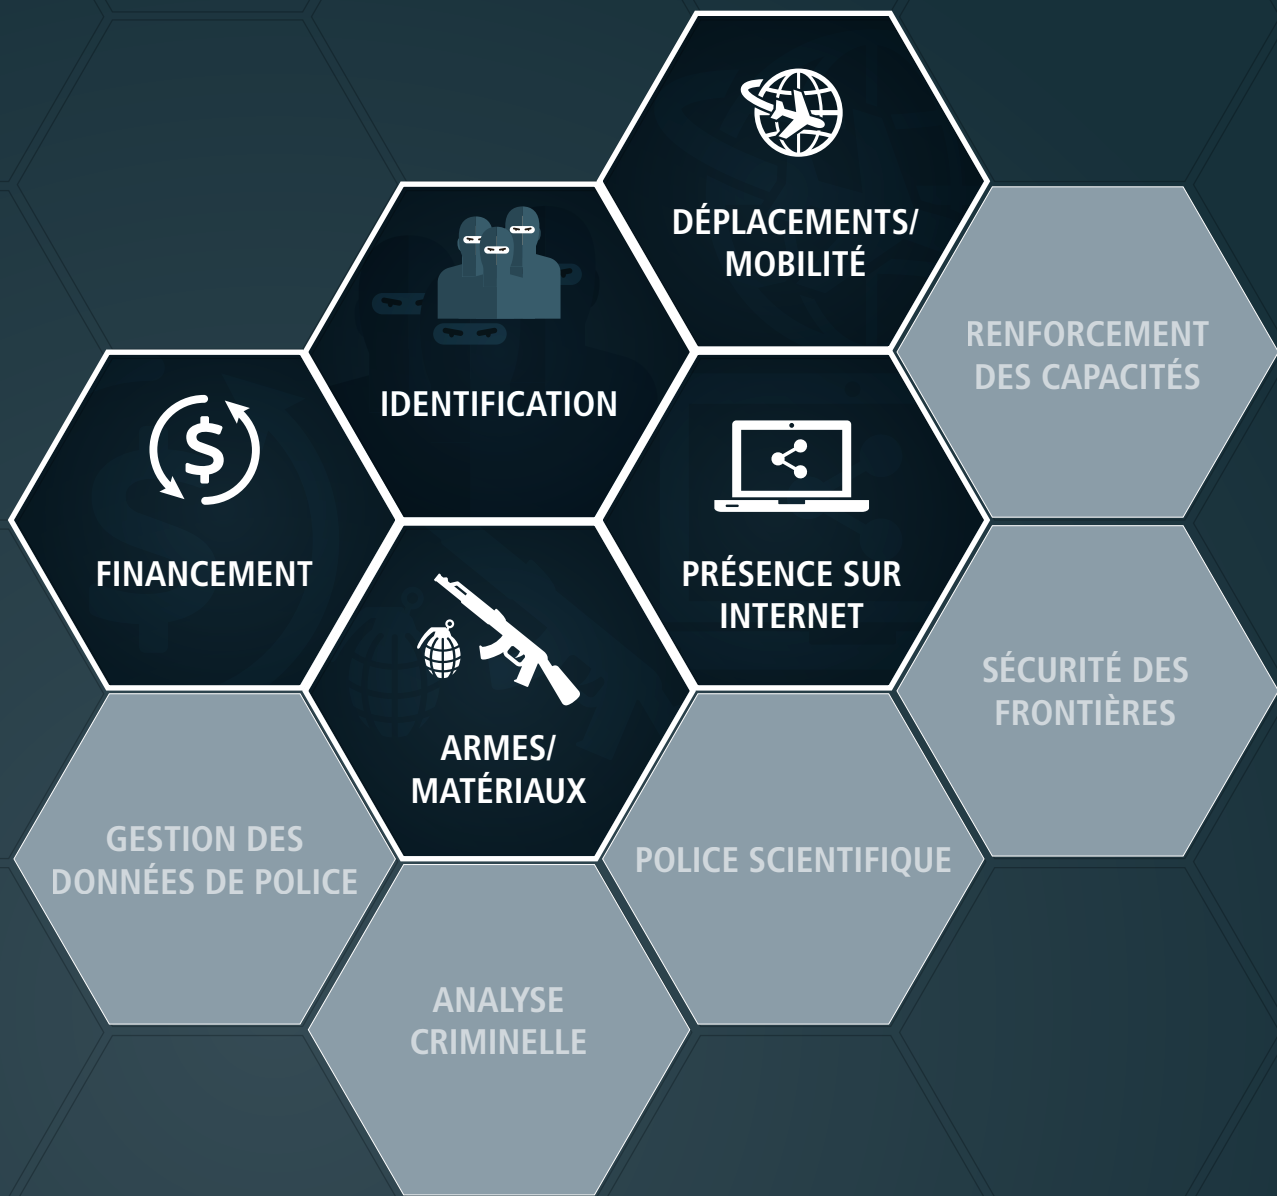 DÉPLACEMENTS/
MOBILITÉ
RENFORCEMENT
DES CAPACITÉS
IDENTIFICATION
FINANCEMENT
PRÉSENCE SUR
INTERNET
SÉCURITÉ DES
FRONTIÈRES
ARMES/
MATÉRIAUX
GESTION DES
DONNÉES DE POLICE
POLICE SCIENTIFIQUE
ANALYSE
CRIMINELLE